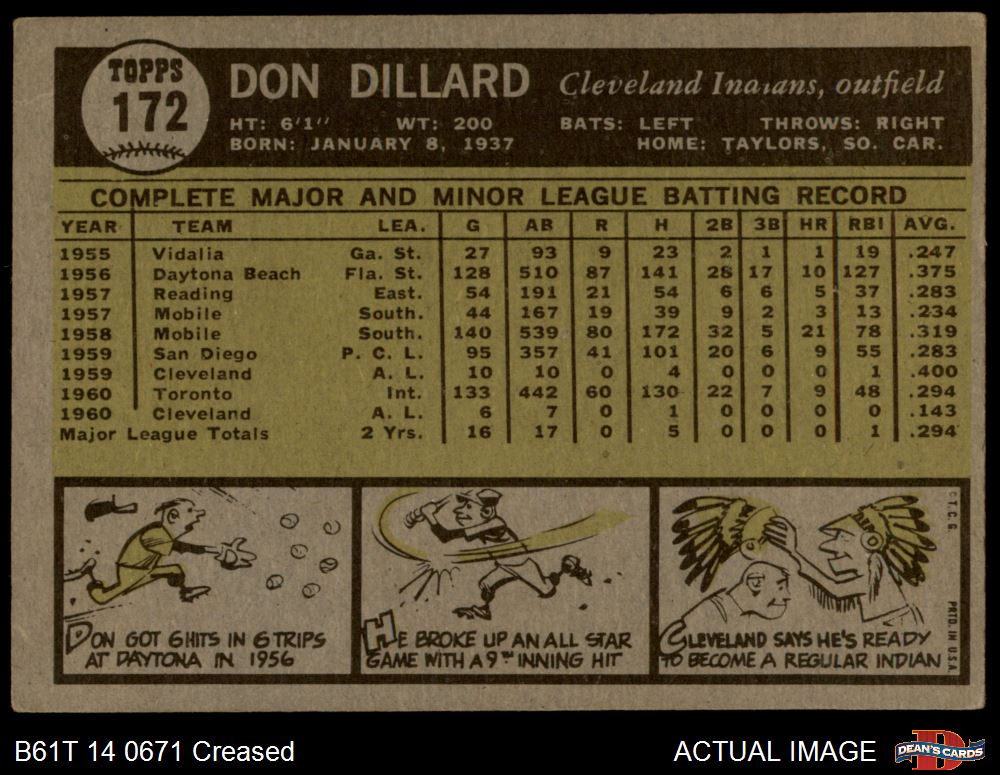 TOPPS
172
DON DILLARD Cleveland Indians, outfield
HT: 6'1" WT: 200 BATS: LEFT THROWS: RIGHT
BORN: JANUARY 8, 1937 HOME: TAYLORS, SO. CAR.
COMPLETE MAJOR AND MINOR LEAGUE BATTING RECORD
YEAR TEAM LEA. G AB R H 2B 3B HR RBI AVG.
1955 Vidalia Ga. St. 27 93 9 23 2 1 1 19 .247
1956 Daytona Beach Fla. St. 128 510 87 141 28 17 10 127 .375
1957 Reading East. 54 191 21 54 6 6 5 37 .283
1957 Mobile South. 44 167 19 39 9 2 3 13 .234
1958 Mobile South. 140 539 80 172 32 5 21 78 .319
1959 San Diego P. C. L. 95 357 41 101 20 6 9 55 .283
1959 Cleveland A. L. 10 10 0 4 0 0 0 1 .400
1960 Toronto Int. 133 442 60 130 22 7 9 48 .294
1960 Cleveland A. L. 6 7 0 1 0 0 0 0 .143
Major League Totals 2 Yrs. 16 17 0 5 0 0 0 1 .294
DON GOT 6 HITS IN 6 TRIPS
AT DAYTONA IN 1956
HE BROKE UP AN ALL STAR
GAME WITH A 9TH INNING HIT
CLEVELAND SAYS HE'S READY
TO BECOME A REGULAR INDIAN
© T. C. G.
PRTD. IN U.S.A.
B61T 14 0671 Creased
ACTUAL IMAGE
D
DEAN'S CARDS